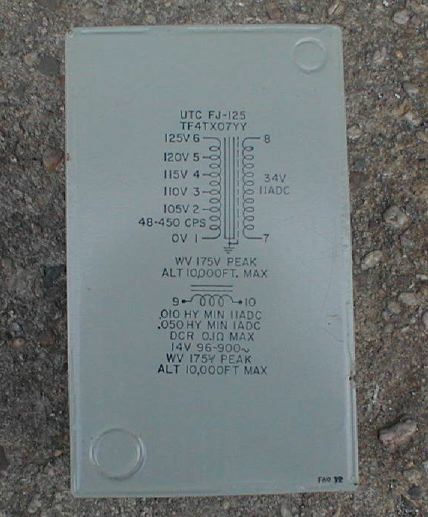 UTC FJ-125
TF4TX07YY
125V 6 8
120V 5
115V 4 34V
110V 3 11ADC
105V 2
48-450 CPS
0V 1 7
WV 175V PEAK
ALT 10,000FT. MAX
9 10
.010 HY MIN 11ADC
.050 HY MIN 1ADC
DCR 0.1Ω MAX
14V 96-900~
WV 175V PEAK
ALT 10,000FT MAX